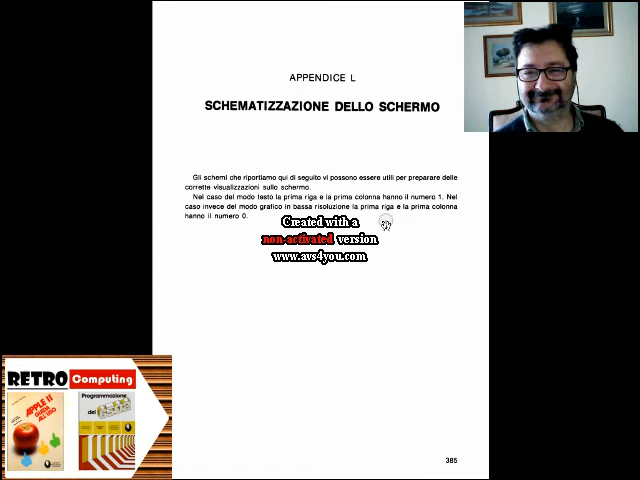 APPENDICE L
SCHEMATIZZAZIONE DELLO SCHERMO
Gli schemi che riportiamo qui di seguito vi possono essere utili per preparare delle
corrette visualizzazioni sullo schermo.
Nel caso del modo testo la prima riga e la prima colonna hanno il numero 1. Nel
caso invece del modo grafico in bassa risoluzione la prima riga e la prima colonna
hanno il numero 0.
Created with a
non-activated version
www.avs4you.com
RETRO Computing
APPLE II
GUIDA
ALL'USO
Programmazione
del
385